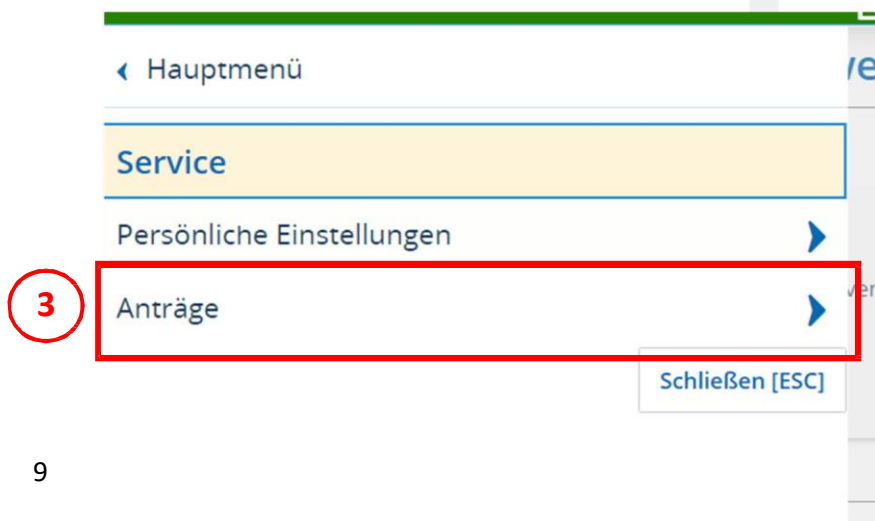 Hauptmenü
Service
Persönliche Einstellungen
3
Anträge
Schließen [ESC]
9